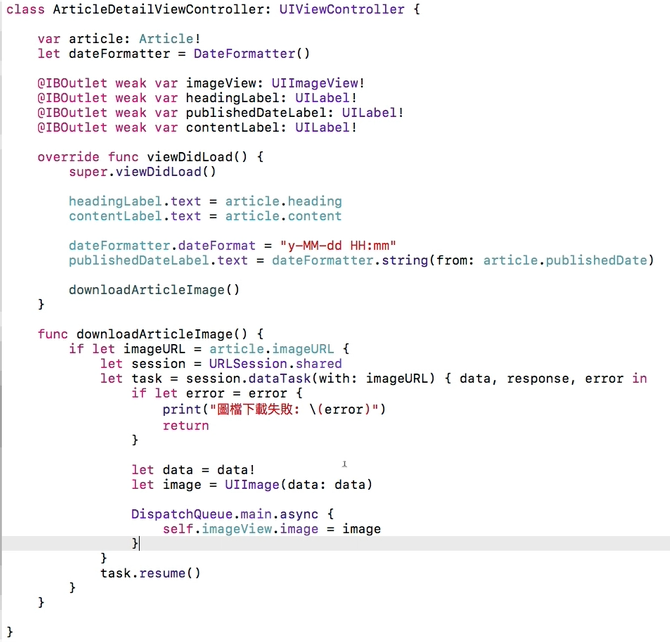 class ArticleDetailViewController: UIViewController {
var article: Article!
let dateFormatter = DateFormatter()
@IBOutlet weak var imageView: UIImageView!
@IBOutlet weak var headingLabel: UILabel!
@IBOutlet weak var publishedDateLabel: UILabel!
@IBOutlet weak var contentLabel: UILabel!
override func viewDidLoad() {
super.viewDidLoad()
headingLabel.text = article.heading
contentLabel.text = article.content
dateFormatter.dateFormat = "y-MM-dd HH:mm"
publishedDateLabel.text = dateFormatter.string(from: article.publishedDate)
downloadArticleImage()
}
func downloadArticleImage() {
if let imageURL = article.imageURL {
let session = URLSession.shared
let task = session.dataTask(with: imageURL) { data, response, error in
if let error = error {
print("圖檔下載失敗: \(error)")
return
}
let data = data!
let image = UIImage(data: data)
DispatchQueue.main.async {
self.imageView.image = image
}
}
task.resume()
}
}
}